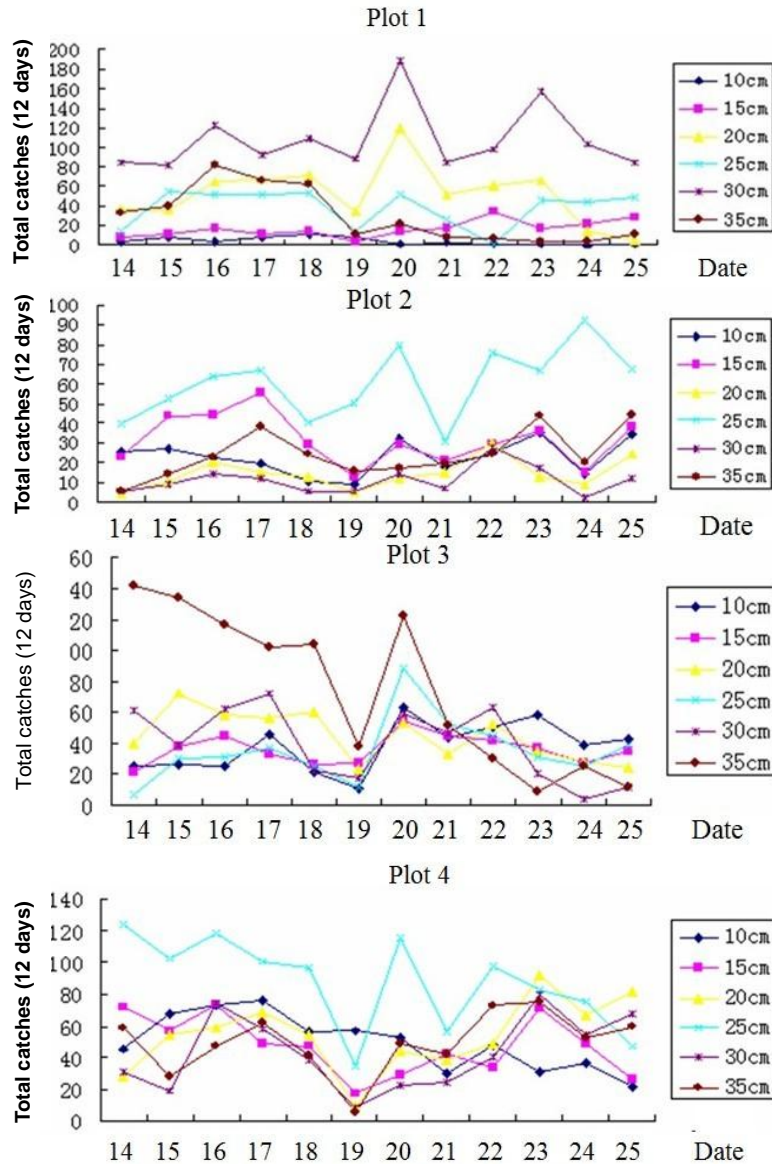 Plot 1
Total catches (12 days)
200
180
160
140
120
100
80
60
40
20
0
14 15 16 17 18 19 20 21 22 23 24 25 Date
10cm
15cm
20cm
25cm
30cm
35cm
Plot 2
Total catches (12 days)
100
90
80
70
60
50
40
30
20
10
0
14 15 16 17 18 19 20 21 22 23 24 25 Date
10cm
15cm
20cm
25cm
30cm
35cm
Plot 3
Total catches (12 days)
60
40
20
00
80
60
40
20
0
14 15 16 17 18 19 20 21 22 23 24 25 Date
10cm
15cm
20cm
25cm
30cm
35cm
Plot 4
Total catches (12 days)
140
120
100
80
60
40
20
0
14 15 16 17 18 19 20 21 22 23 24 25 Date
10cm
15cm
20cm
25cm
30cm
35cm